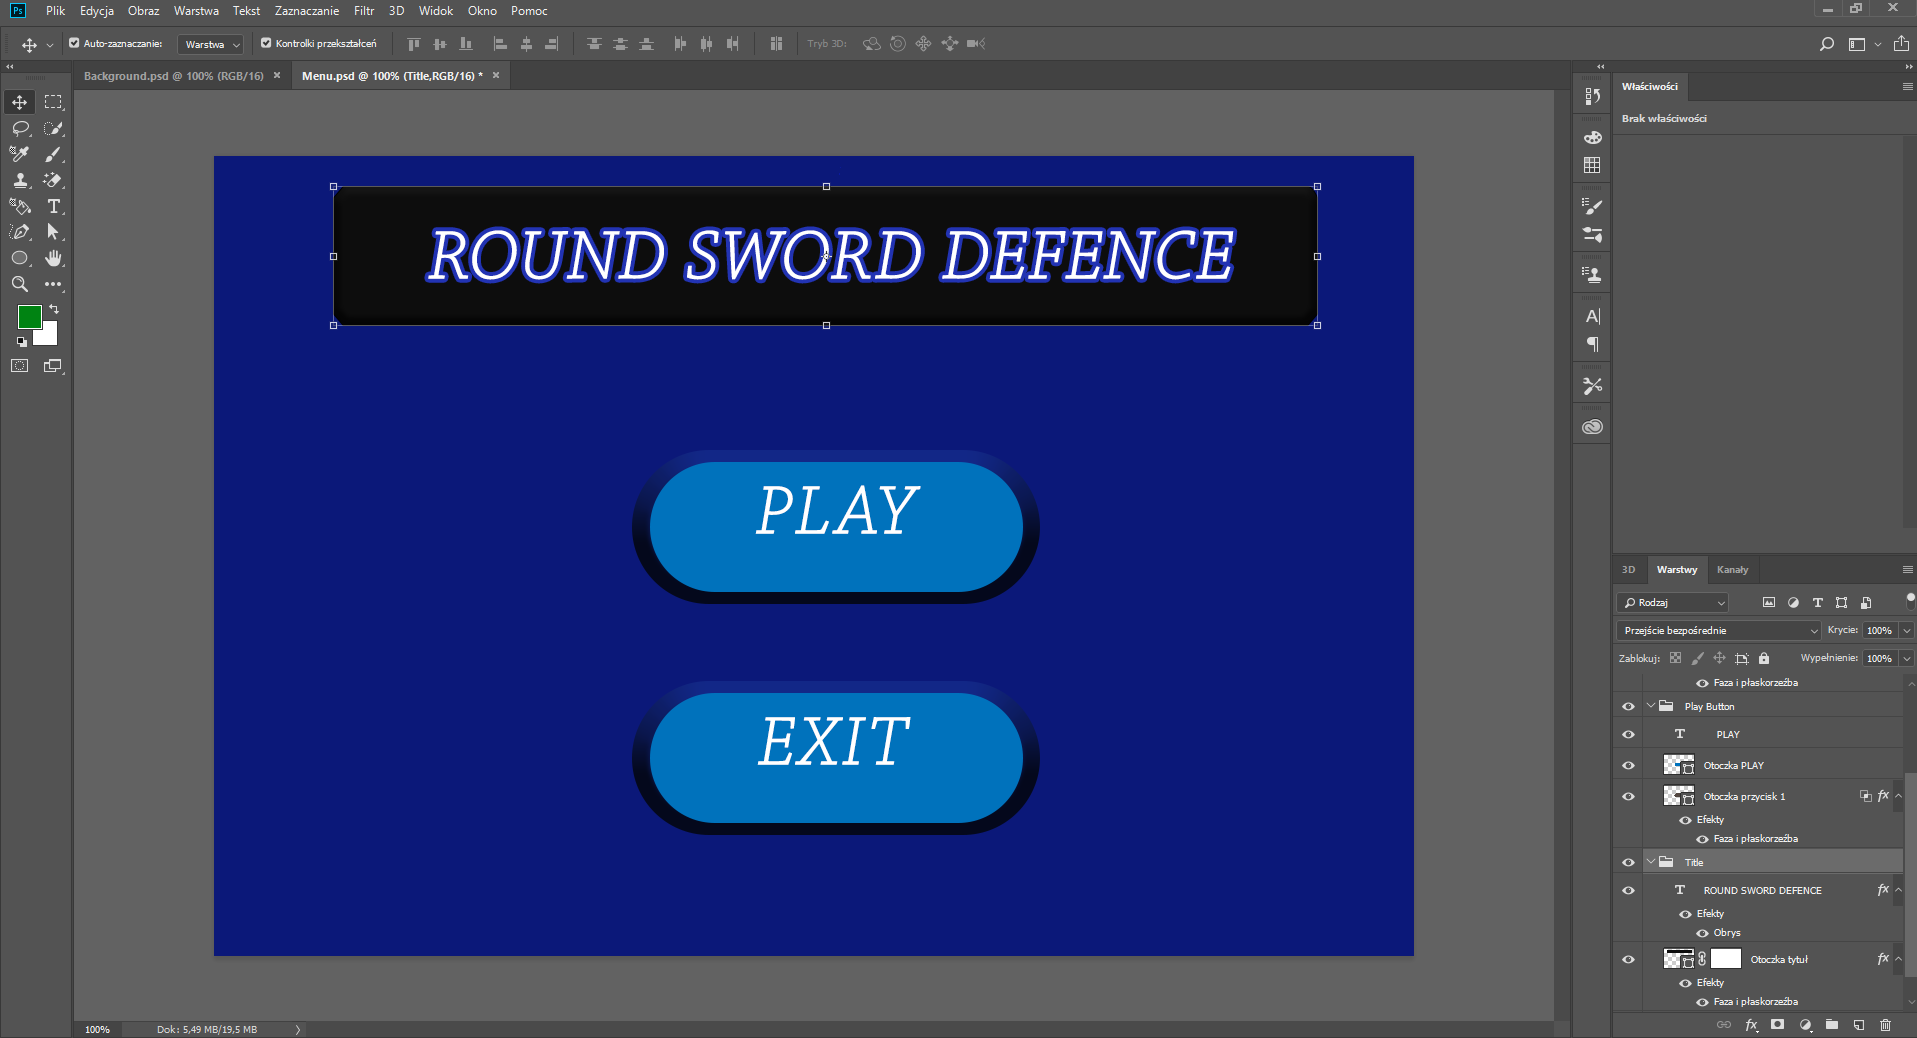 Ps Plik Edycja Obraz Warstwa Tekst Zaznaczanie Filtr 3D Widok Okno Pomoc
Auto-zaznaczanie: Warstwa Kontrolki przekształceń Tryb 3D:
Background.psd @ 100% (RGB/16) Menu.psd @ 100% (Title,RGB/16) *
Właściwości
Brak właściwości
ROUND SWORD DEFENCE
PLAY
EXIT
3D Warstwy Kanały
Rodzaj
Przejście bezpośrednie Krycie: 100%
Zablokuj: Wypełnienie: 100%
Faza i płaskorzeźba
Play Button
PLAY
Otoczka PLAY
Otoczka przycisk 1
Efekty
Faza i płaskorzeźba
Title
ROUND SWORD DEFENCE
Efekty
Obrys
Otoczka tytuł
Efekty
Faza i płaskorzeźba
100% Dok: 5,49 MB/19,5 MB